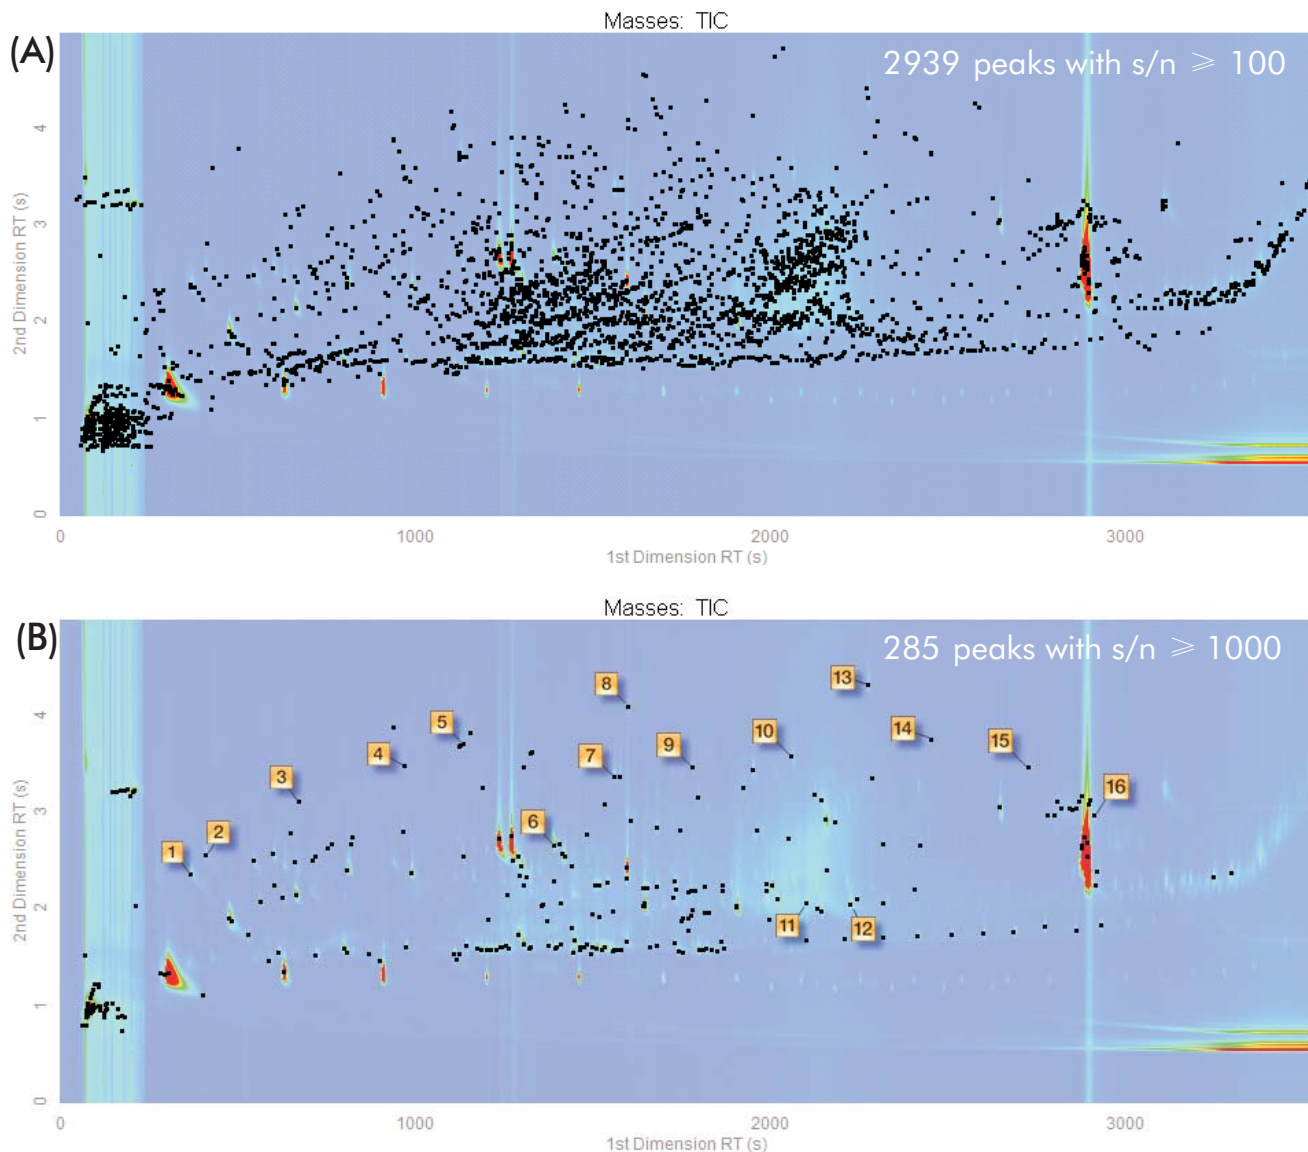 Masses: TIC
(A)
2939 peaks with s/n ⩾ 100
4
3
2
1
0
2nd Dimension RT (s)
0 1000 2000 3000
1st Dimension RT (s)
Masses: TIC
(B)
285 peaks with s/n ⩾ 1000
13
8
5
14
10
15
4
9
7
3
16
6
2
1
11
12
4
3
2
1
0
2nd Dimension RT (s)
0 1000 2000 3000
1st Dimension RT (s)